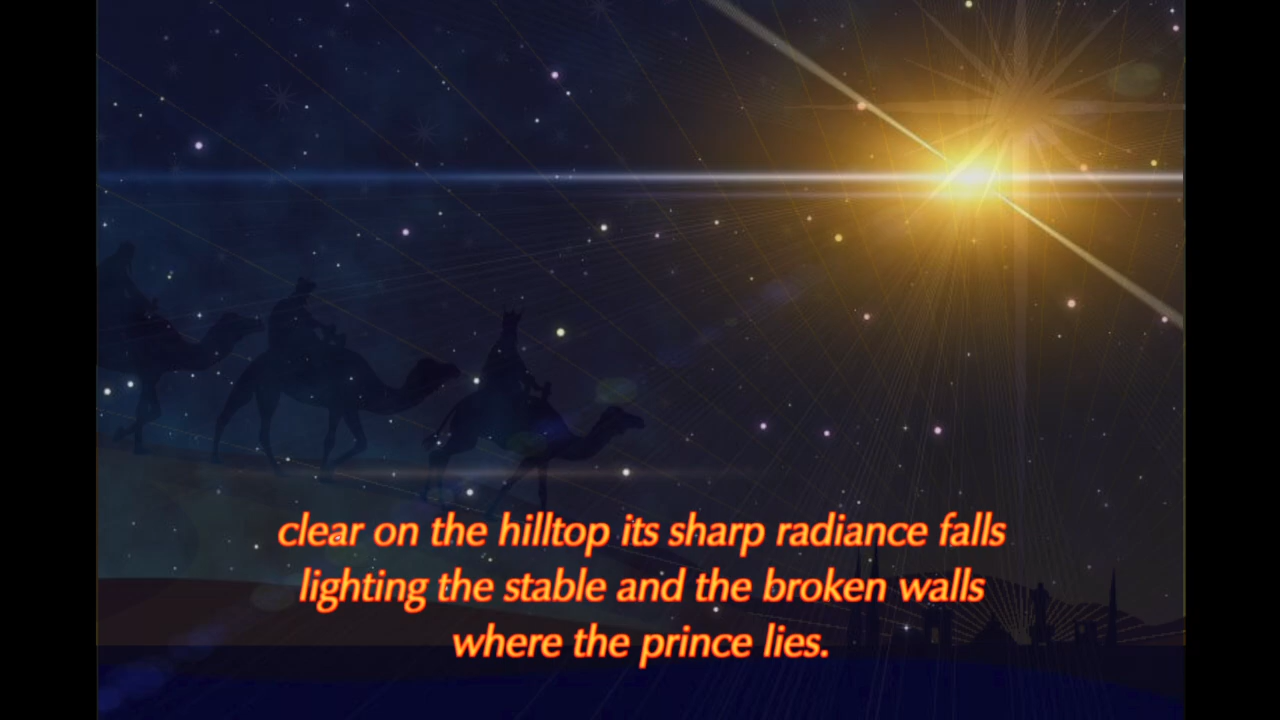 clear on the hilltop its sharp radiance falls
lighting the stable and the broken walls
where the prince lies.